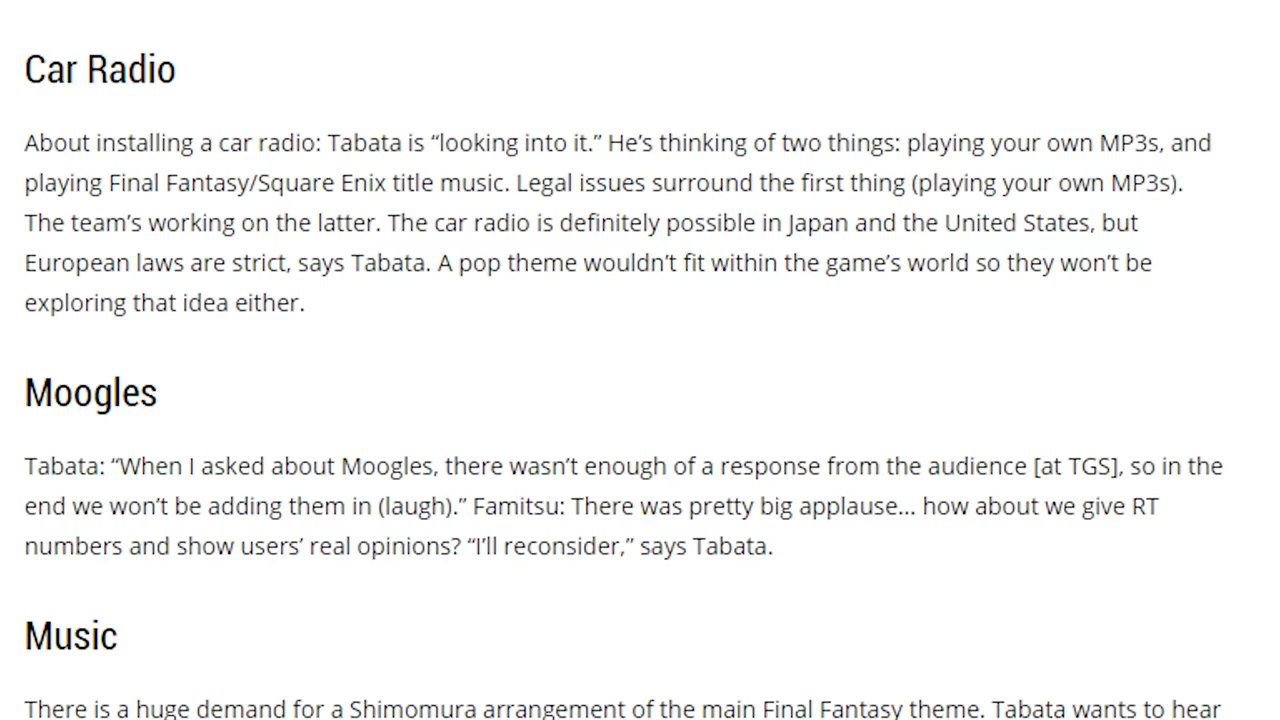 Car Radio
About installing a car radio: Tabata is “looking into it.” He’s thinking of two things: playing your own MP3s, and
playing Final Fantasy/Square Enix title music. Legal issues surround the first thing (playing your own MP3s).
The team’s working on the latter. The car radio is definitely possible in Japan and the United States, but
European laws are strict, says Tabata. A pop theme wouldn’t fit within the game’s world so they won’t be
exploring that idea either.
Moogles
Tabata: “When I asked about Moogles, there wasn’t enough of a response from the audience [at TGS], so in the
end we won’t be adding them in (laugh).” Famitsu: There was pretty big applause… how about we give RT
numbers and show users’ real opinions? “I’ll reconsider,” says Tabata.
Music
There is a huge demand for a Shimomura arrangement of the main Final Fantasy theme. Tabata wants to hear